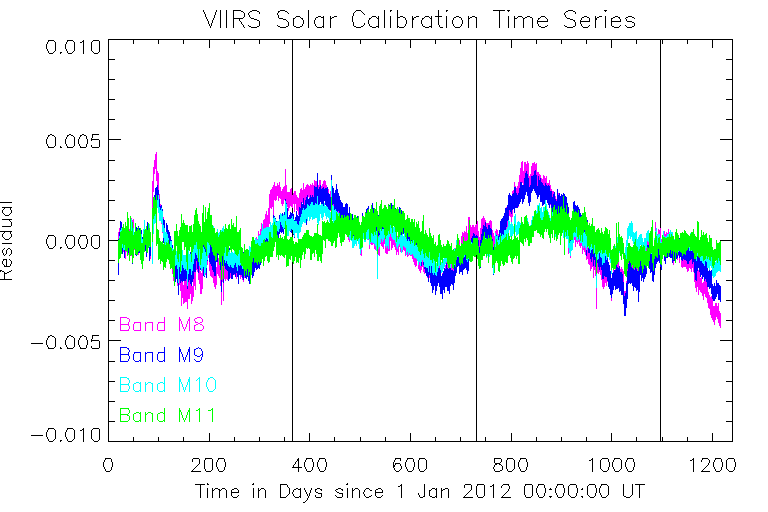 VIIRS Solar Calibration Time Series
0.010
0.005
0.000
−0.005
−0.010
Residual
Band M8
Band M9
Band M10
Band M11
0 200 400 600 800 1000 1200
Time in Days since 1 Jan 2012 00:00:00 UT